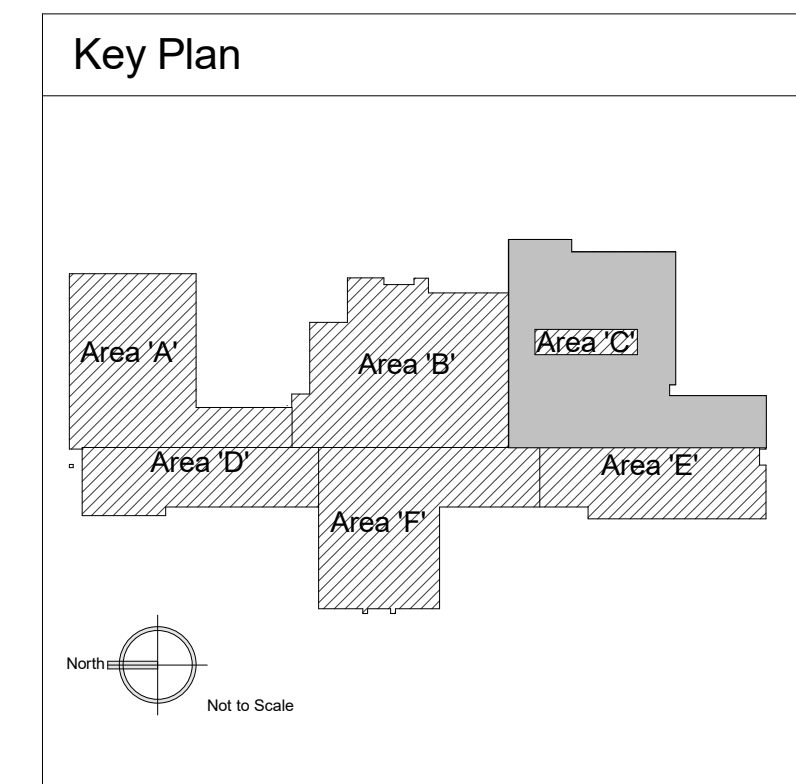 Key Plan
Area 'A'
Area 'B'
Area 'C'
Area 'D'
Area 'E'
Area 'F'
North
Not to Scale